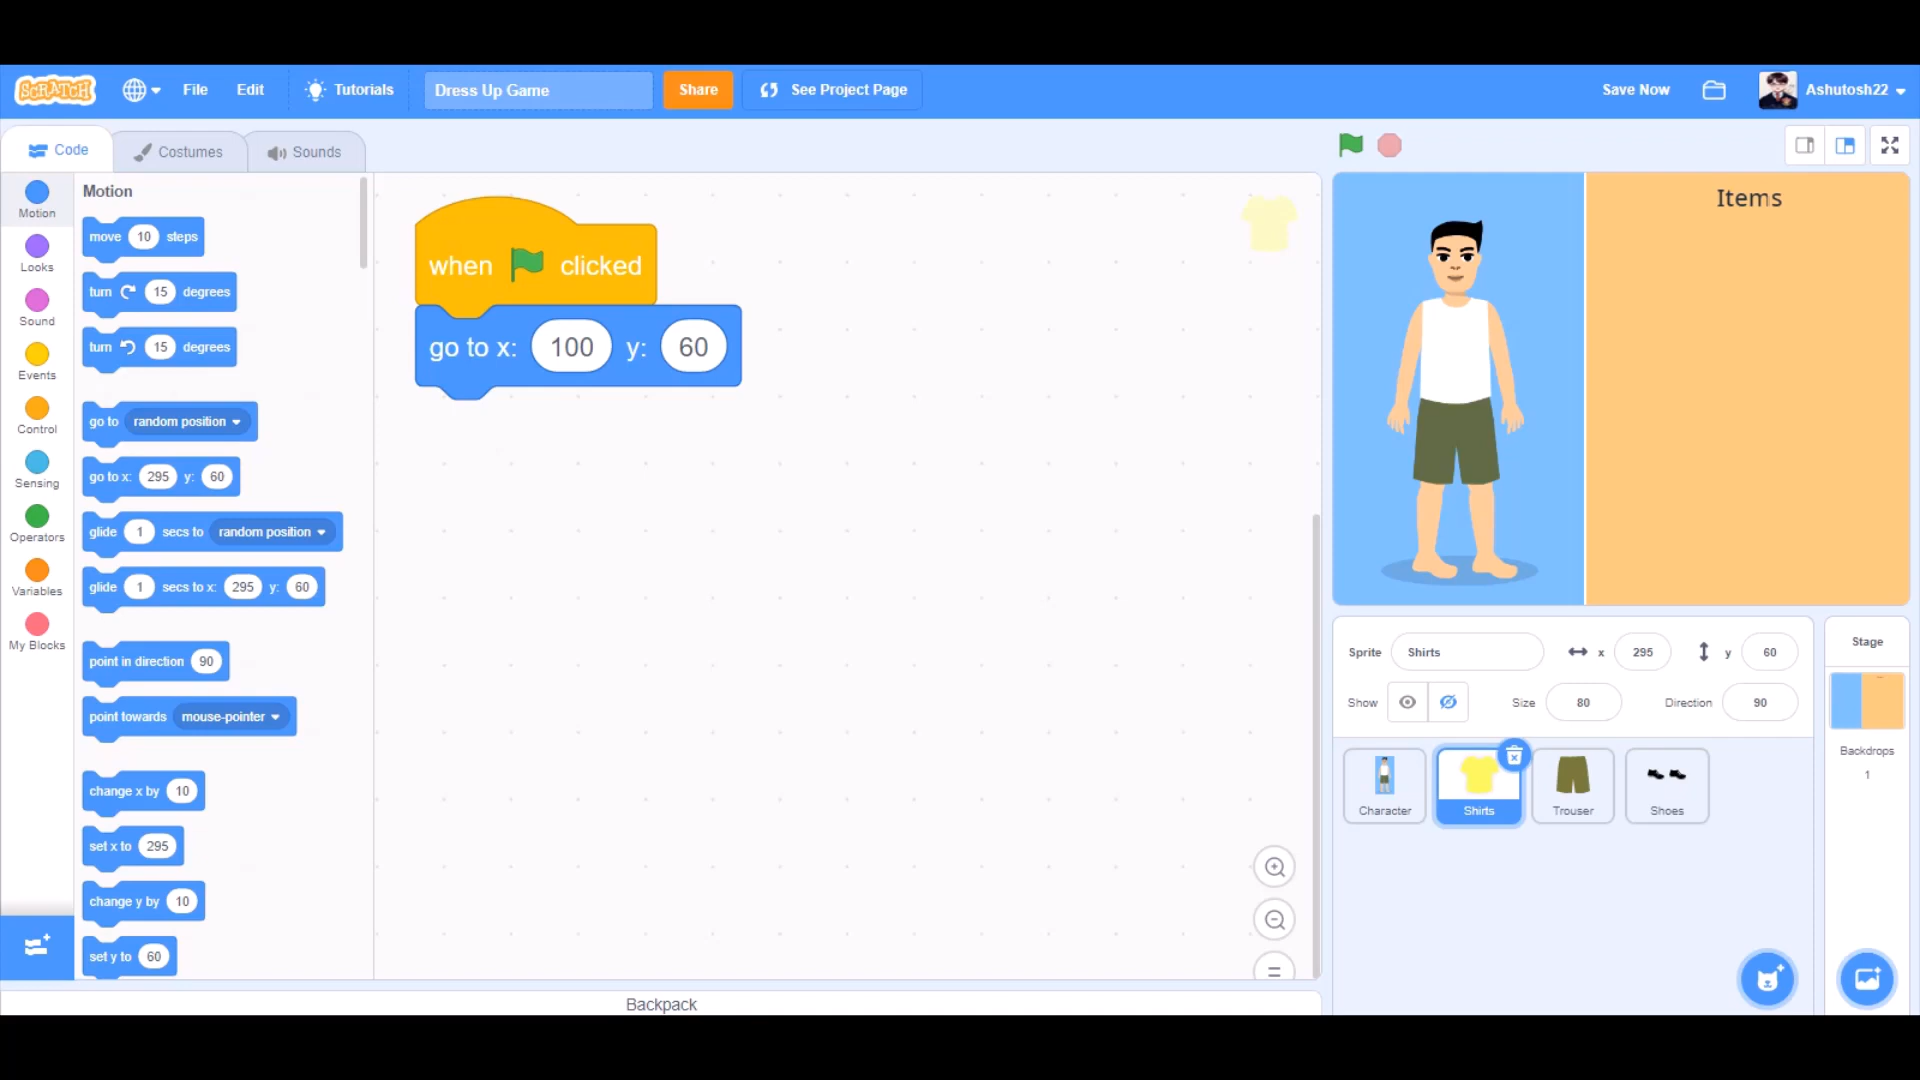 SCRATCH
File
Edit
Tutorials
Dress Up Game
Share
See Project Page
Save Now
Ashutosh22
Code
Costumes
Sounds
Motion
Looks
Sound
Events
Control
Sensing
Operators
Variables
My Blocks
Motion
move 10 steps
turn 15 degrees
turn 15 degrees
go to random position
go to x: 295 y: 60
glide 1 secs to random position
glide 1 secs to x: 295 y: 60
point in direction 90
point towards mouse-pointer
change x by 10
set x to 295
change y by 10
set y to 60
when clicked
go to x: 100 y: 60
Backpack
Items
Sprite Shirts x 295 y 60
Show Size 80 Direction 90
Character
Shirts
Trouser
Shoes
Stage
Backdrops
1